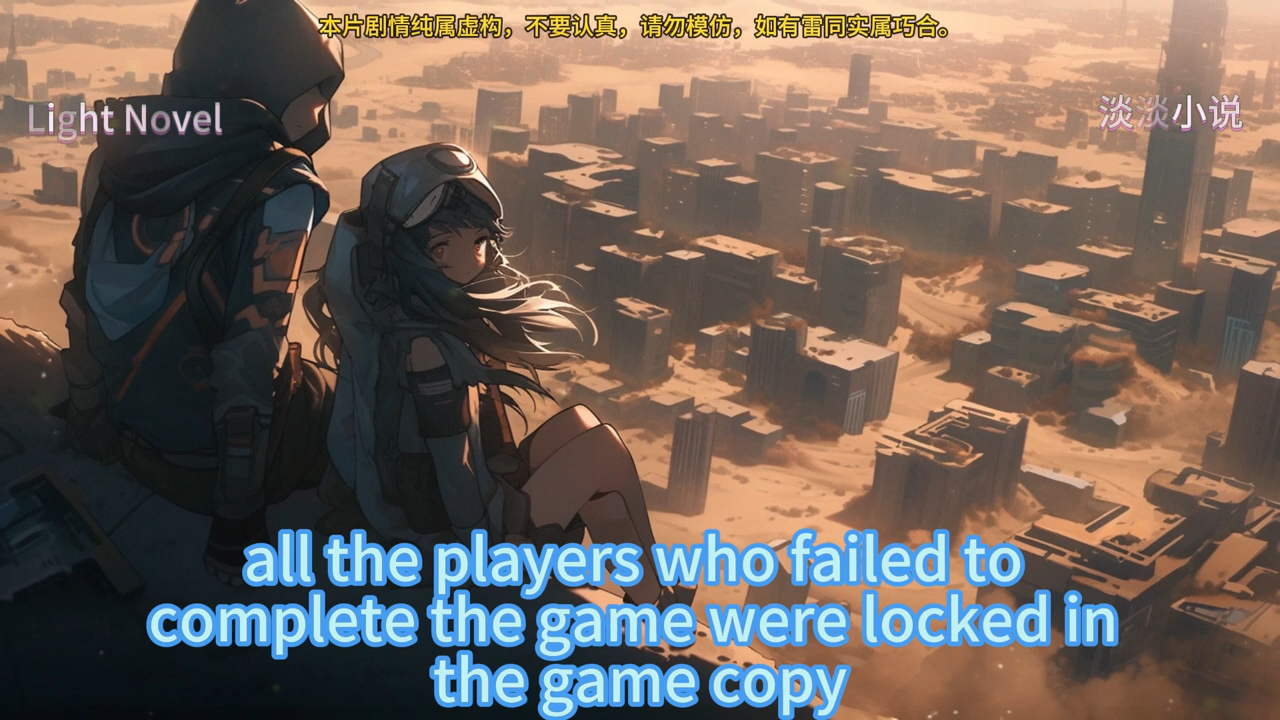 本片剧情纯属虚构，不要认真，请勿模仿，如有雷同实属巧合。
Light Novel
淡淡小说
all the players who failed to
complete the game were locked in
the game copy